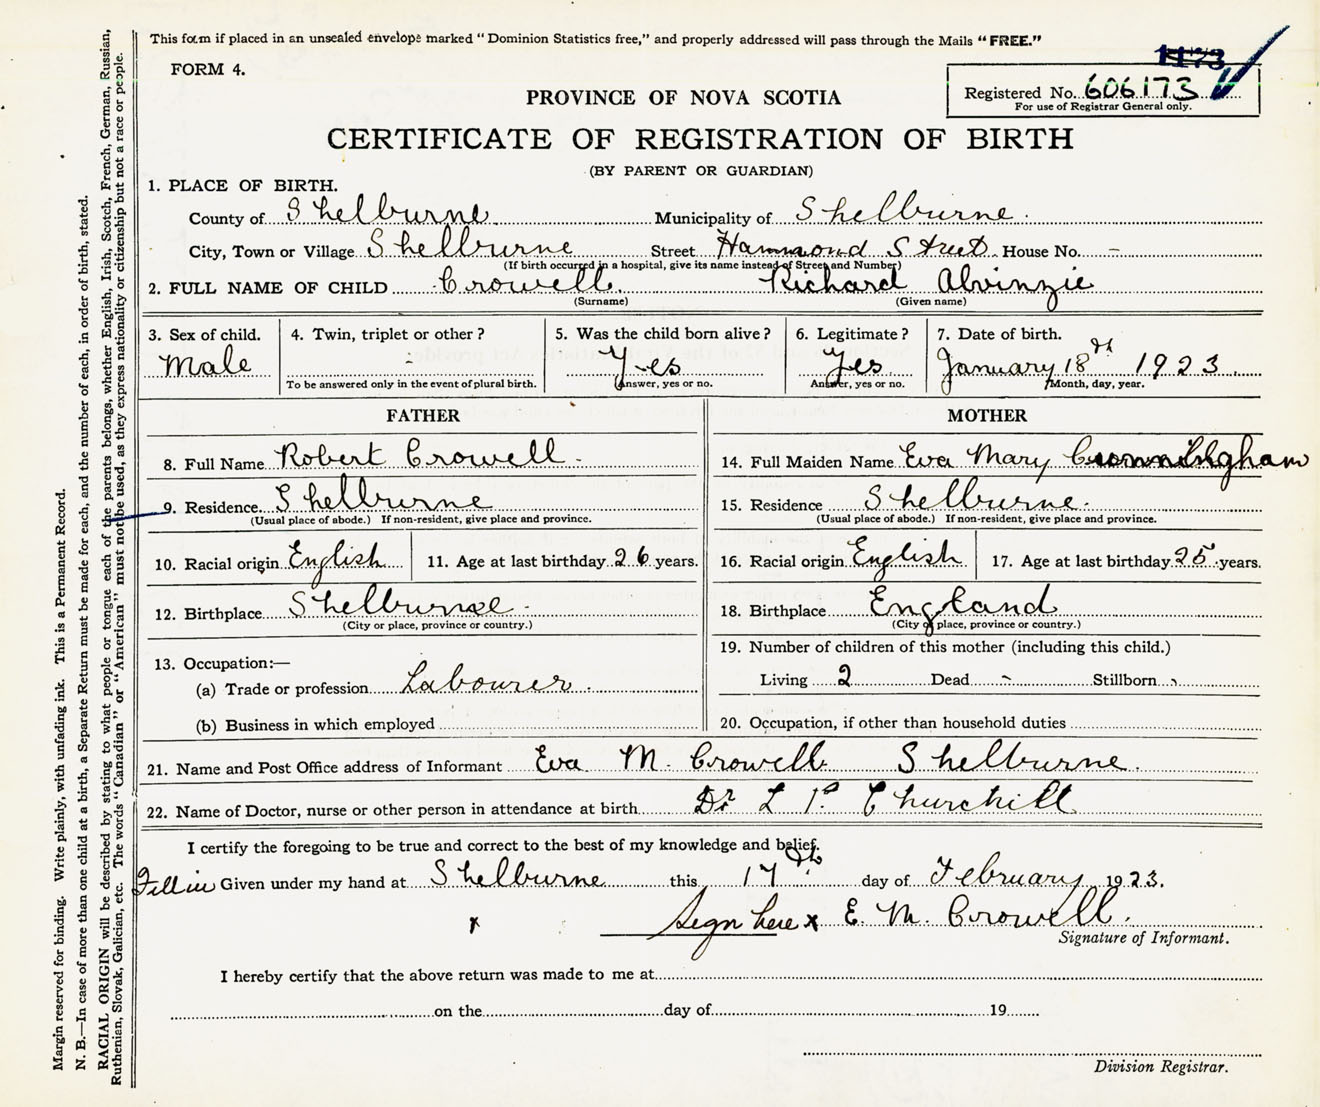 This form if placed in an unsealed envelope marked "Dominion Statistics free," and properly addressed will pass through the Mails "FREE."
1173
FORM 4.
Registered No. 606173
For use of Registrar General only.
PROVINCE OF NOVA SCOTIA
CERTIFICATE OF REGISTRATION OF BIRTH
(BY PARENT OR GUARDIAN)
1. PLACE OF BIRTH.
County of Shelburne Municipality of Shelburne.
City, Town or Village Shelburne Street Hammond Street House No. -
(If birth occurred in a hospital, give its name instead of Street and Number)
2. FULL NAME OF CHILD Crowell. Richard Alvinzie
(Surname) (Given name)
3. Sex of child. 4. Twin, triplet or other? 5. Was the child born alive? 6. Legitimate? 7. Date of birth.
Male - Yes Yes January 18th 1923
To be answered only in the event of plural birth. (Answer, yes or no. Answer, yes or no. Month, day, year.
FATHER MOTHER
8. Full Name Robert Crowell - 14. Full Maiden Name Eva Mary Cunningham
9. Residence. Shelburne 15. Residence Shelburne.
(Usual place of abode.) If non-resident, give place and province. (Usual place of abode.) If non-resident, give place and province.
10. Racial origin English 11. Age at last birthday 26 years. 16. Racial origin English 17. Age at last birthday 25 years.
12. Birthplace Shelburne - 18. Birthplace England
(City or place, province or country.) (City or place, province or country.)
19. Number of children of this mother (including this child.)
13. Occupation:—
(a) Trade or profession Labourer. Living 2 Dead - Stillborn
(b) Business in which employed 20. Occupation, if other than household duties
21. Name and Post Office address of Informant Eva M. Crowell Shelburne.
22. Name of Doctor, nurse or other person in attendance at birth Dr L P. Churchill
I certify the foregoing to be true and correct to the best of my knowledge and belief.
Fill in Given under my hand at Shelburne this 17th day of February 1923.
x Sign here x E. M. Crowell.
Signature of Informant.
I hereby certify that the above return was made to me at
on the day of 19
Division Registrar.
Margin reserved for binding. Write plainly, with unfading ink. This is a Permanent Record.
N. B.—In case of more than one child at a birth, a Separate Return must be made for each, and the number of each, in order of birth, stated.
RACIAL ORIGIN will be described by stating to what people or tongue each of the parents belongs, whether English, Irish, Scotch, French, German, Russian,
Ruthenian, Slovak, Galician, etc. The words "Canadian" or "American" must not be used, as they express nationality or citizenship but not a race or people.